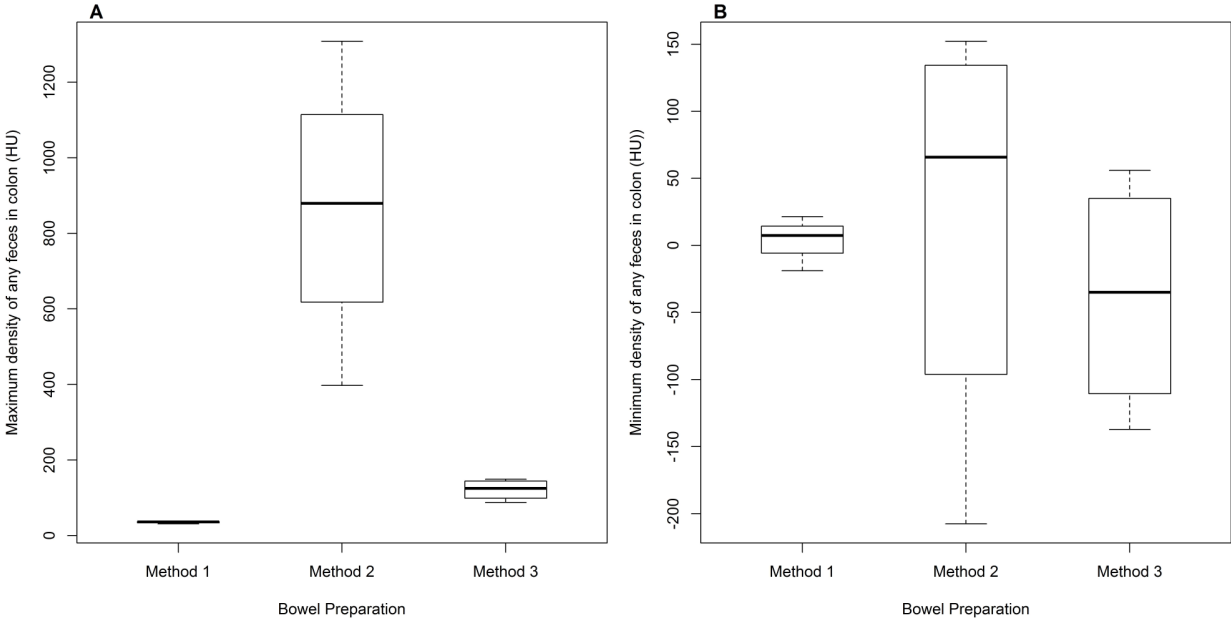 A
Maximum density of any feces in colon (HU)
1200
1000
800
600
400
200
0
Method 1
Method 2
Method 3
Bowel Preparation
B
Minimum density of any feces in colon (HU))
150
100
50
0
-50
-100
-150
-200
Method 1
Method 2
Method 3
Bowel Preparation